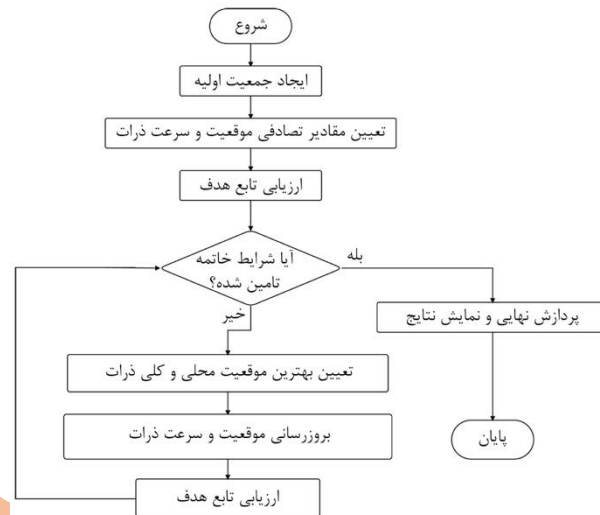 شروع
ایجاد جمعیت اولیه
تعیین مقادیر تصادفی موقعیت و سرعت ذرات
ارزیابی تابع هدف
آیا شرایط خاتمه
تامین شده؟
بله
خیر
پردازش نهایی و نمایش نتایج
تعیین بهترین موقعیت محلی و کلی ذرات
بروزرسانی موقعیت و سرعت ذرات
پایان
ارزیابی تابع هدف